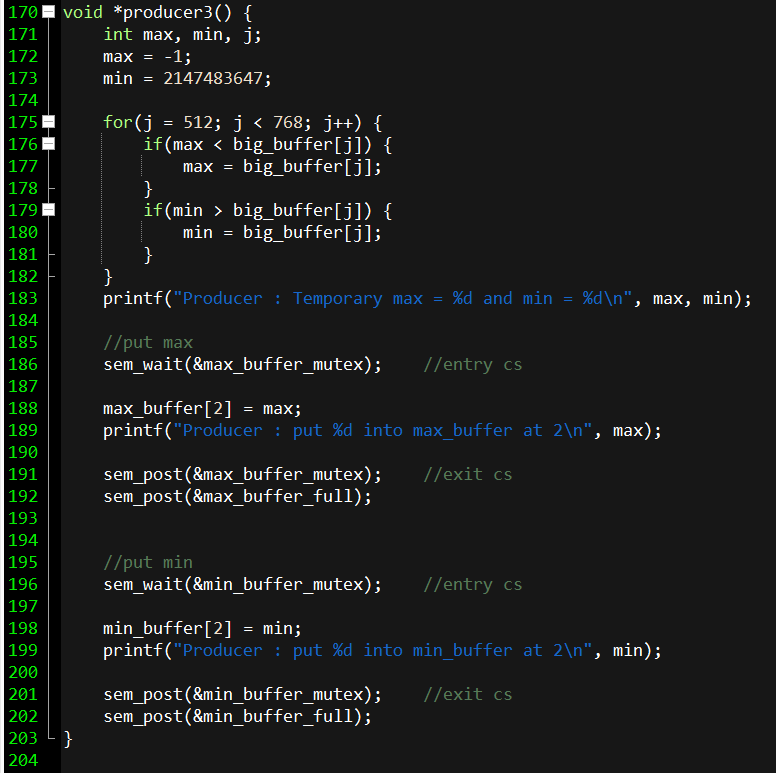 170 void *producer3() {
171     int max, min, j;
172     max = -1;
173     min = 2147483647;
174
175     for(j = 512; j < 768; j++) {
176         if(max < big_buffer[j]) {
177             max = big_buffer[j];
178         }
179         if(min > big_buffer[j]) {
180             min = big_buffer[j];
181         }
182     }
183     printf("Producer : Temporary max = %d and min = %d\n", max, min);
184
185     //put max
186     sem_wait(&max_buffer_mutex);    //entry cs
187
188     max_buffer[2] = max;
189     printf("Producer : put %d into max_buffer at 2\n", max);
190
191     sem_post(&max_buffer_mutex);    //exit cs
192     sem_post(&max_buffer_full);
193
194
195     //put min
196     sem_wait(&min_buffer_mutex);    //entry cs
197
198     min_buffer[2] = min;
199     printf("Producer : put %d into min_buffer at 2\n", min);
200
201     sem_post(&min_buffer_mutex);    //exit cs
202     sem_post(&min_buffer_full);
203 }
204